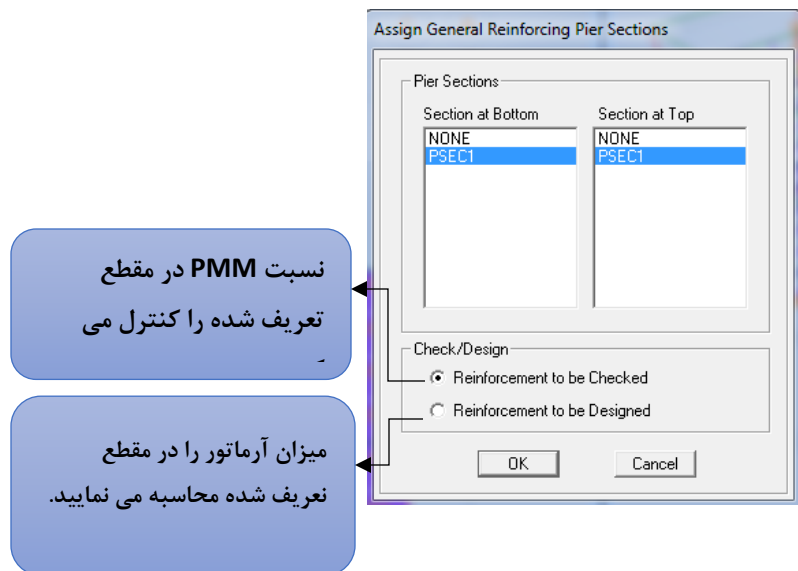 Assign General Reinforcing Pier Sections
Pier Sections
Section at Bottom
Section at Top
NONE
PSEC1
NONE
PSEC1
نسبت PMM در مقطع
تعریف شده را کنترل می
Check/Design
Reinforcement to be Checked
Reinforcement to be Designed
میزان آرماتور را در مقطع
نعریف شده محاسبه می نمایید.
OK
Cancel